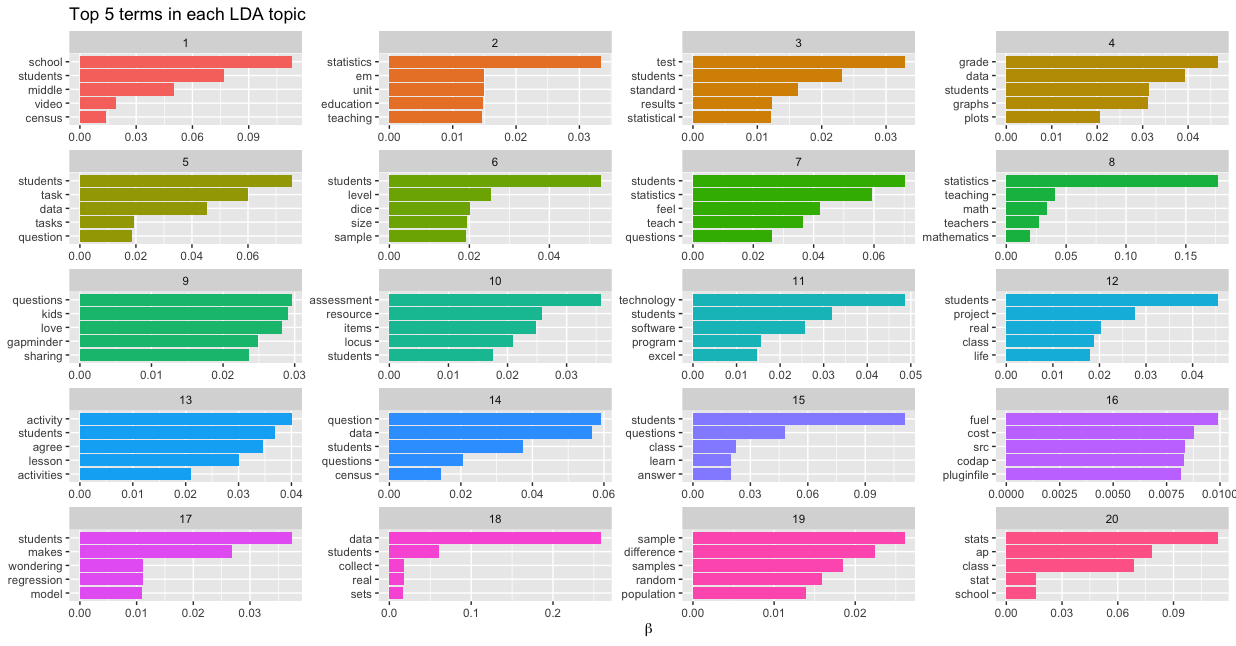 Top 5 terms in each LDA topic
1
school
students
middle
video
census
0.00 0.03 0.06 0.09
2
statistics
em
unit
education
teaching
0.00 0.01 0.02 0.03
3
test
students
standard
results
statistical
0.00 0.01 0.02 0.03
4
grade
data
students
graphs
plots
0.00 0.01 0.02 0.03 0.04
5
students
task
data
tasks
question
0.00 0.02 0.04 0.06
6
students
level
dice
size
sample
0.00 0.02 0.04
7
students
statistics
feel
teach
questions
0.00 0.02 0.04 0.06
8
statistics
teaching
math
teachers
mathematics
0.00 0.05 0.10 0.15
9
questions
kids
love
gapminder
sharing
0.00 0.01 0.02 0.03
10
assessment
resource
items
locus
students
0.00 0.01 0.02 0.03
11
technology
students
software
program
excel
0.00 0.01 0.02 0.03 0.04 0.05
12
students
project
real
class
life
0.00 0.01 0.02 0.03 0.04
13
activity
students
agree
lesson
activities
0.00 0.01 0.02 0.03 0.04
14
question
data
students
questions
census
0.00 0.02 0.04 0.06
15
students
questions
class
learn
answer
0.00 0.03 0.06 0.09
16
fuel
cost
src
codap
pluginfile
0.0000 0.0025 0.0050 0.0075 0.0100
17
students
makes
wondering
regression
model
0.00 0.01 0.02 0.03
18
data
students
collect
real
sets
0.0 0.1 0.2
19
sample
difference
samples
random
population
0.00 0.01 0.02
20
stats
ap
class
stat
school
0.00 0.03 0.06 0.09
β